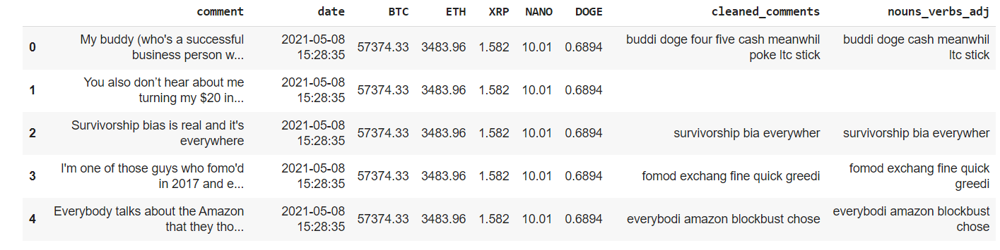 comment date BTC ETH XRP NANO DOGE cleaned_comments nouns_verbs_adj
0 My buddy (who's a successful business person w... 2021-05-08 15:28:35 57374.33 3483.96 1.582 10.01 0.6894 buddi doge four five cash meanwhil poke ltc stick buddi doge cash meanwhil ltc stick
1 You also don’t hear about me turning my $20 in... 2021-05-08 15:28:35 57374.33 3483.96 1.582 10.01 0.6894
2 Survivorship bias is real and it's everywhere 2021-05-08 15:28:35 57374.33 3483.96 1.582 10.01 0.6894 survivorship bia everywher survivorship bia everywher
3 I'm one of those guys who fomo'd in 2017 and e... 2021-05-08 15:28:35 57374.33 3483.96 1.582 10.01 0.6894 fomod exchang fine quick greedi fomod exchang fine quick greedi
4 Everybody talks about the Amazon that they tho... 2021-05-08 15:28:35 57374.33 3483.96 1.582 10.01 0.6894 everybodi amazon blockbust chose everybodi amazon blockbust chose